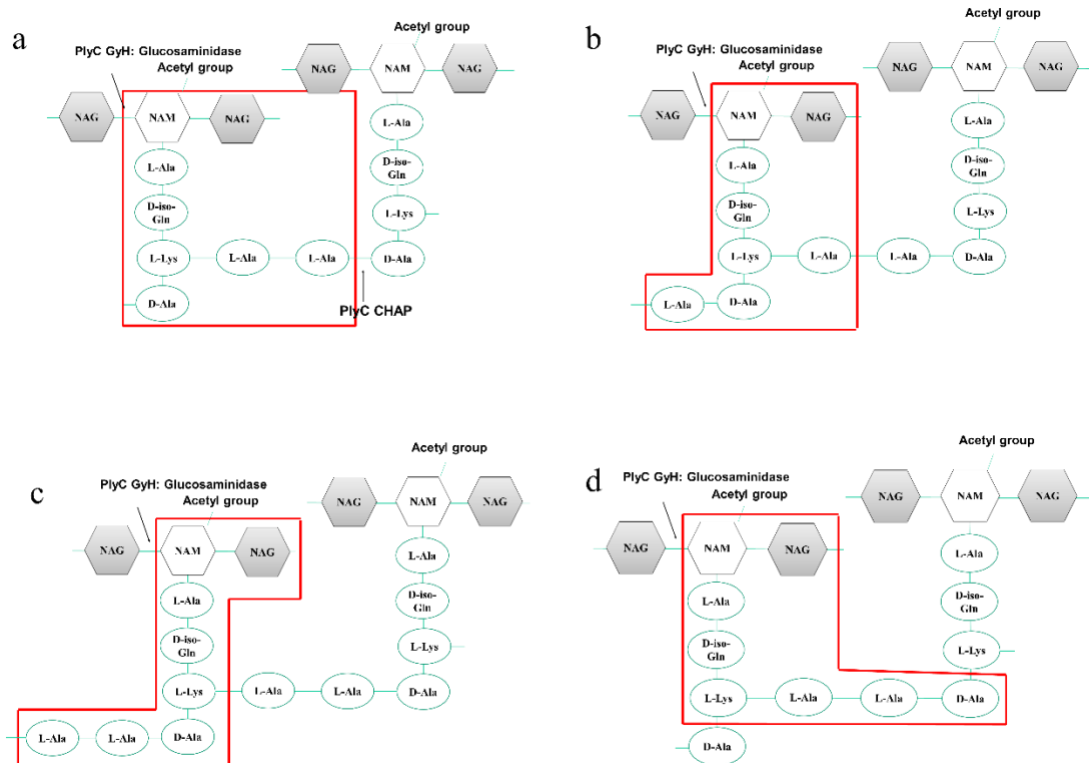 a
Acetyl group
PlyC GyH: Glucosaminidase
Acetyl group
NAG
NAM
NAG
NAG
NAM
NAG
L-Ala
L-Ala
D-iso-
Gln
D-iso-
Gln
L-Lys
L-Lys
L-Ala
L-Ala
D-Ala
D-Ala
PlyC CHAP
b
Acetyl group
PlyC GyH: Glucosaminidase
Acetyl group
NAG
NAM
NAG
NAG
NAM
NAG
L-Ala
L-Ala
D-iso-
Gln
D-iso-
Gln
L-Lys
L-Lys
L-Ala
L-Ala
D-Ala
L-Ala
D-Ala
c
Acetyl group
PlyC GyH: Glucosaminidase
Acetyl group
NAG
NAM
NAG
NAG
NAM
NAG
L-Ala
L-Ala
D-iso-
Gln
D-iso-
Gln
L-Lys
L-Lys
L-Ala
L-Ala
D-Ala
L-Ala
L-Ala
D-Ala
d
Acetyl group
PlyC GyH: Glucosaminidase
Acetyl group
NAG
NAM
NAG
NAG
NAM
NAG
L-Ala
L-Ala
D-iso-
Gln
D-iso-
Gln
L-Lys
L-Lys
L-Ala
L-Ala
D-Ala
D-Ala